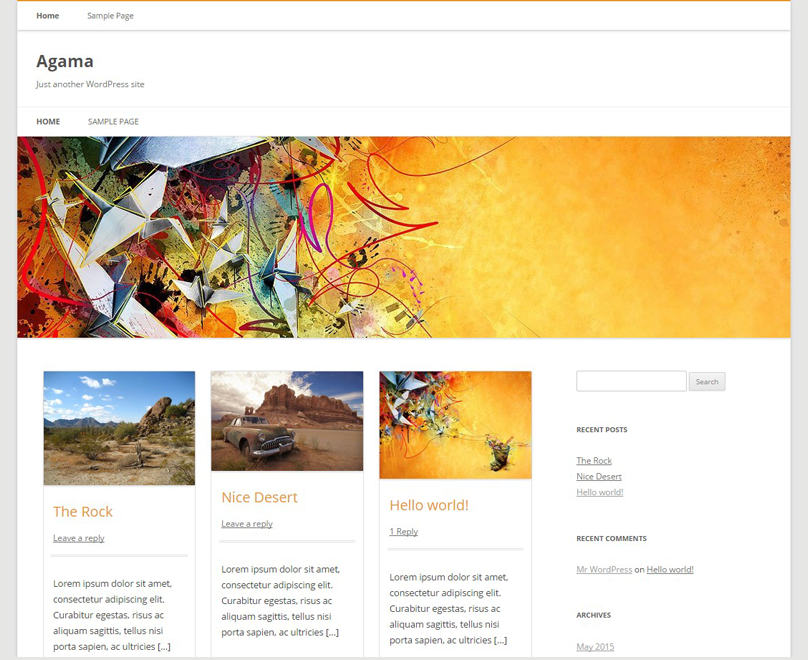 Home Sample Page
Agama
Just another WordPress site
HOME SAMPLE PAGE
The Rock
Leave a reply
Lorem ipsum dolor sit amet,
consectetur adipiscing elit.
Curabitur egestas, risus ac
aliquam sagittis, tellus nisi
porta sapien, ac ultricies [...]
Nice Desert
Leave a reply
Lorem ipsum dolor sit amet,
consectetur adipiscing elit.
Curabitur egestas, risus ac
aliquam sagittis, tellus nisi
porta sapien, ac ultricies [...]
Hello world!
1 Reply
Lorem ipsum dolor sit amet,
consectetur adipiscing elit.
Curabitur egestas, risus ac
aliquam sagittis, tellus nisi
porta sapien, ac ultricies [...]
Search
RECENT POSTS
The Rock
Nice Desert
Hello world!
RECENT COMMENTS
Mr WordPress on Hello world!
ARCHIVES
May 2015